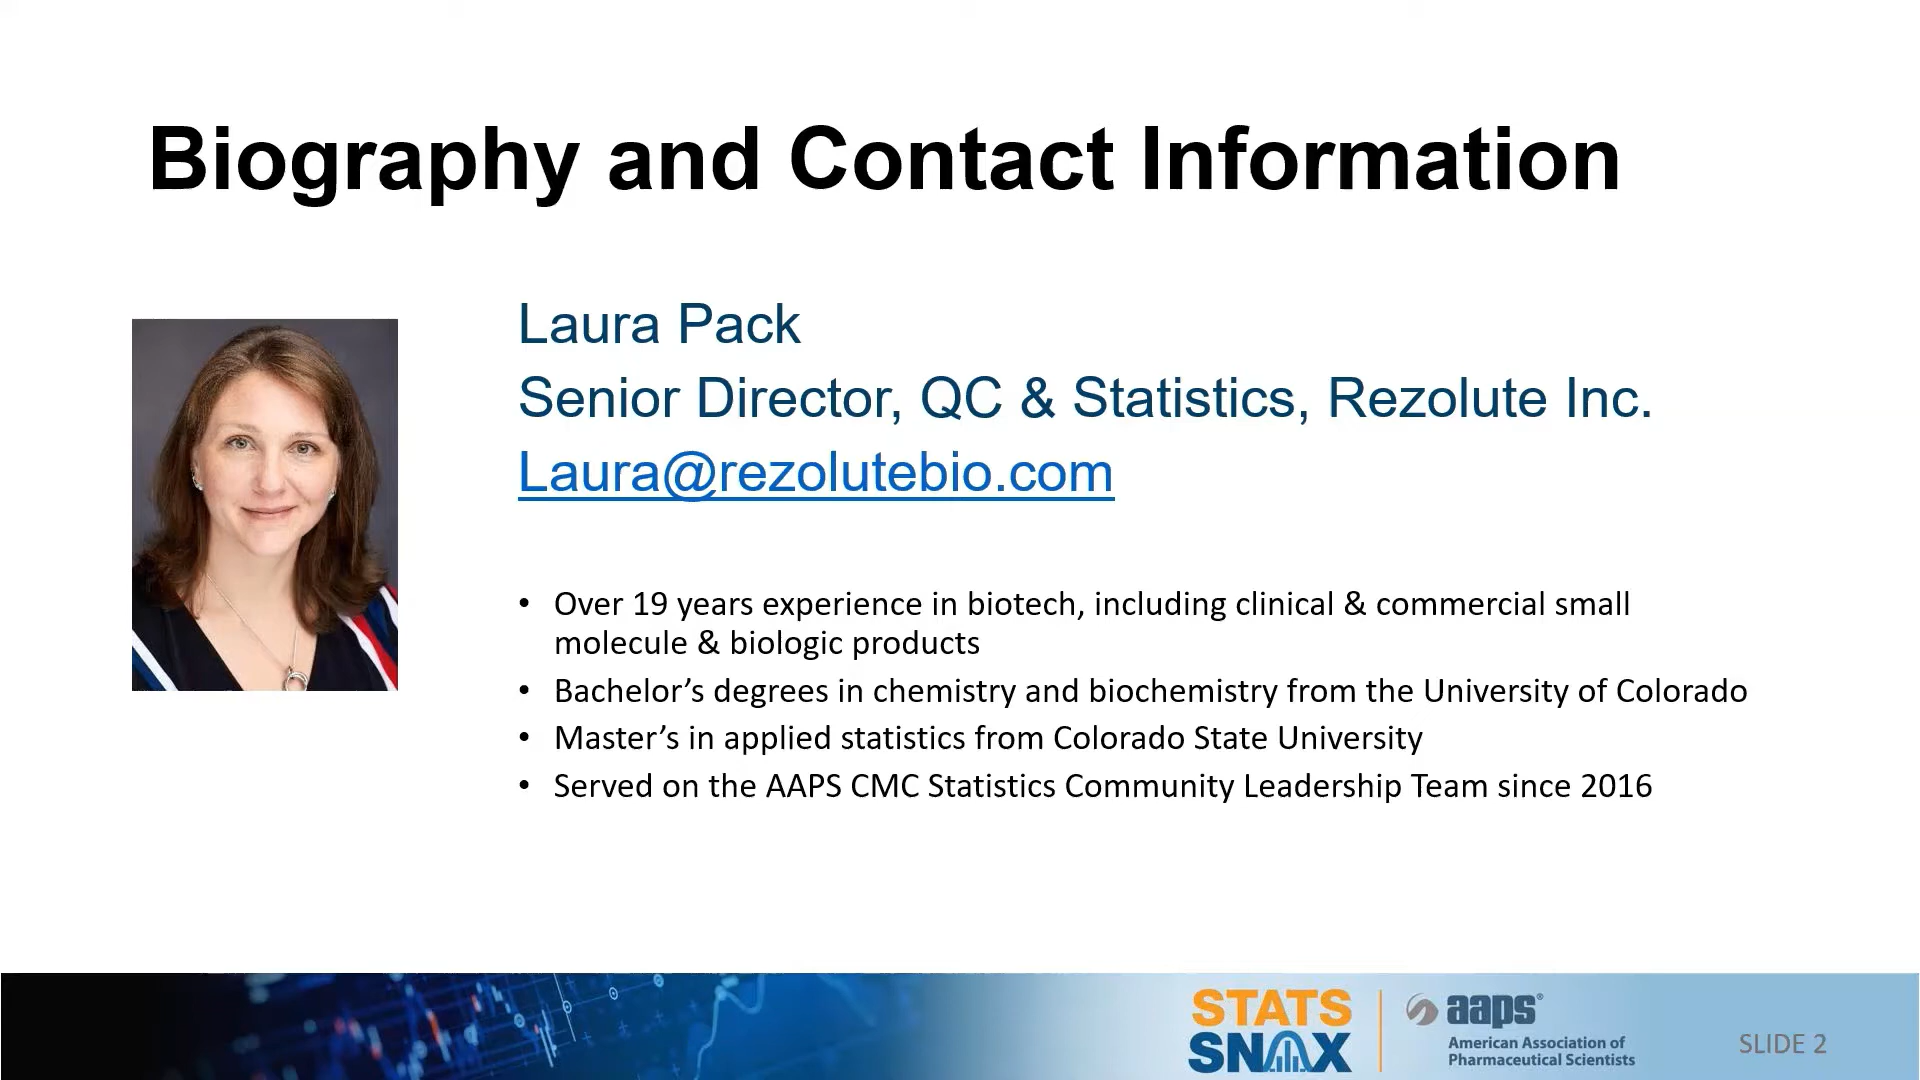 Biography and Contact Information
Laura Pack
Senior Director, QC & Statistics, Rezolute Inc.
Laura@rezolutebio.com
• Over 19 years experience in biotech, including clinical & commercial small
molecule & biologic products
• Bachelor’s degrees in chemistry and biochemistry from the University of Colorado
• Master’s in applied statistics from Colorado State University
• Served on the AAPS CMC Statistics Community Leadership Team since 2016
STATS
SNAX
aaps®
American Association of
Pharmaceutical Scientists
SLIDE 2